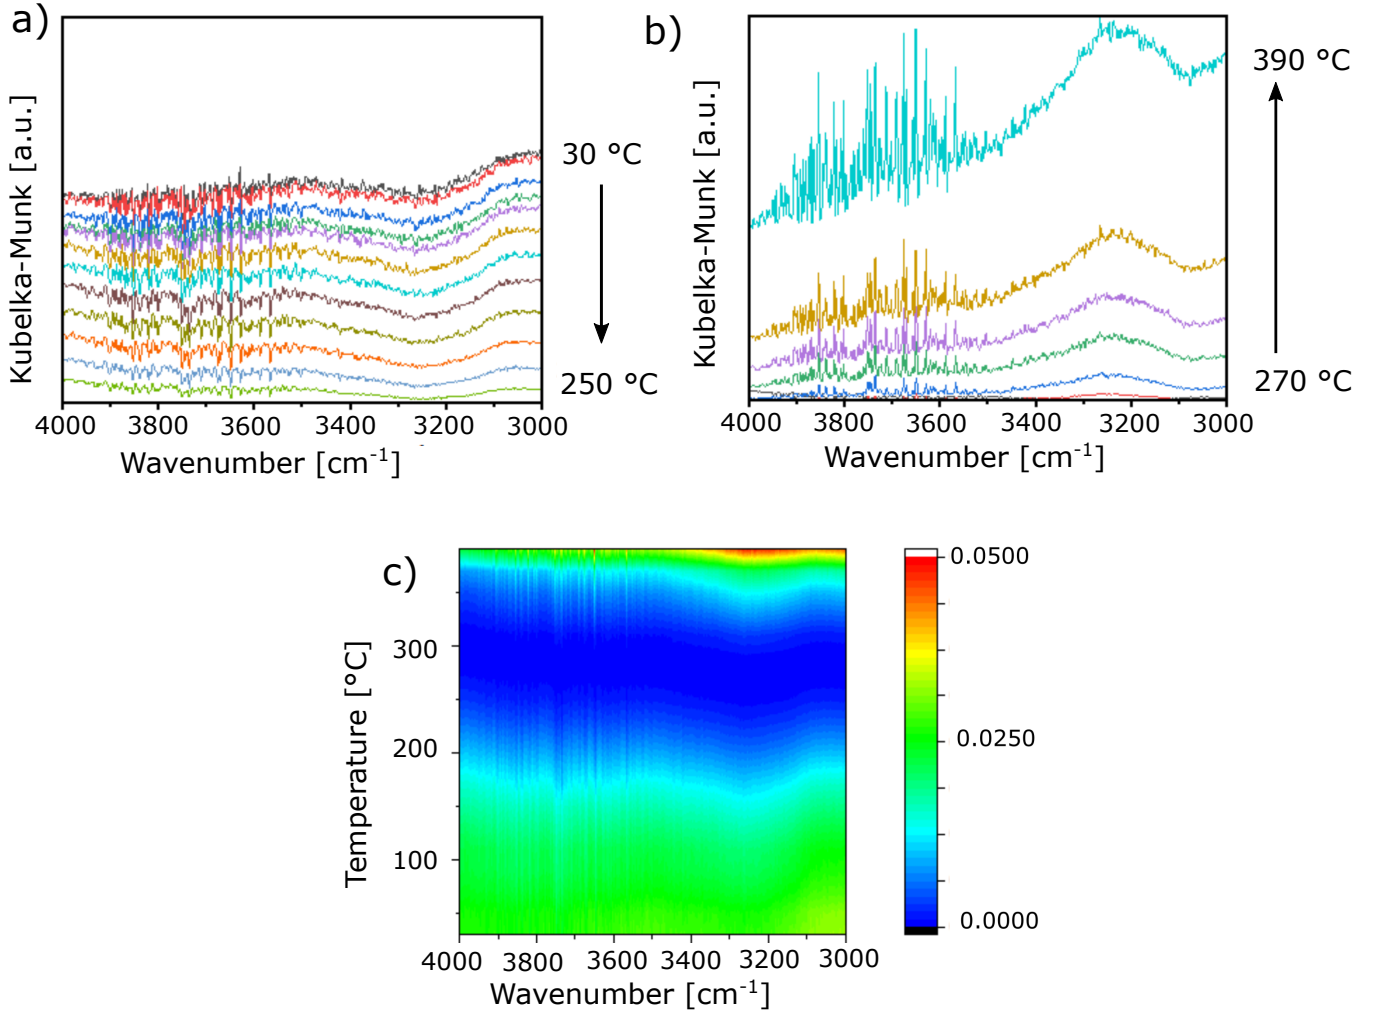 a)
Kubelka-Munk [a.u.]
30 °C
250 °C
4000 3800 3600 3400 3200 3000
Wavenumber [cm-1]
b)
Kubelka-Munk [a.u.]
390 °C
270 °C
4000 3800 3600 3400 3200 3000
Wavenumber [cm-1]
c)
Temperature [°C]
300
200
100
4000 3800 3600 3400 3200 3000
Wavenumber [cm-1]
0.0500
0.0250
0.0000